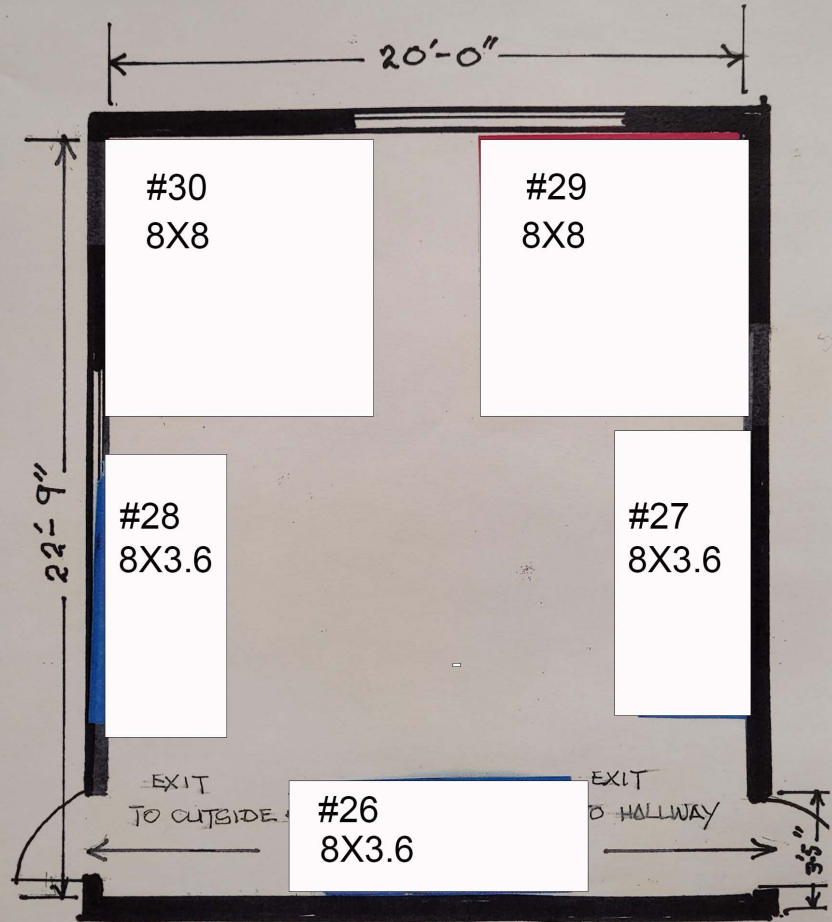 20'-0"
#30
8X8
#29
8X8
22'-9"
#28
8X3.6
#27
8X3.6
EXIT
TO OUTSIDE
EXIT
O HALLWAY
#26
8X3.6
3'5"